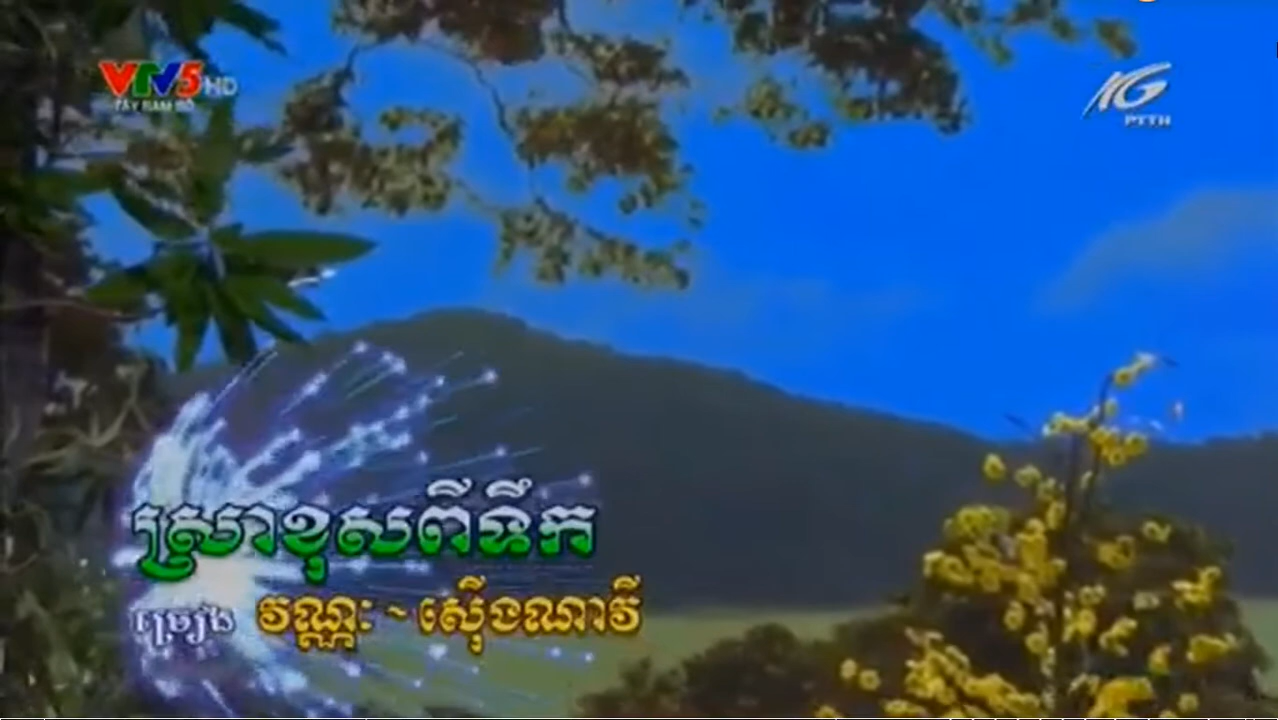 VTV5 HD
TÂY NAM BỘ
KG
PTTH
ស្រាខុសពីទឹក
ច្រៀង វណ្ណៈ ~ ស៊ើងណាវី